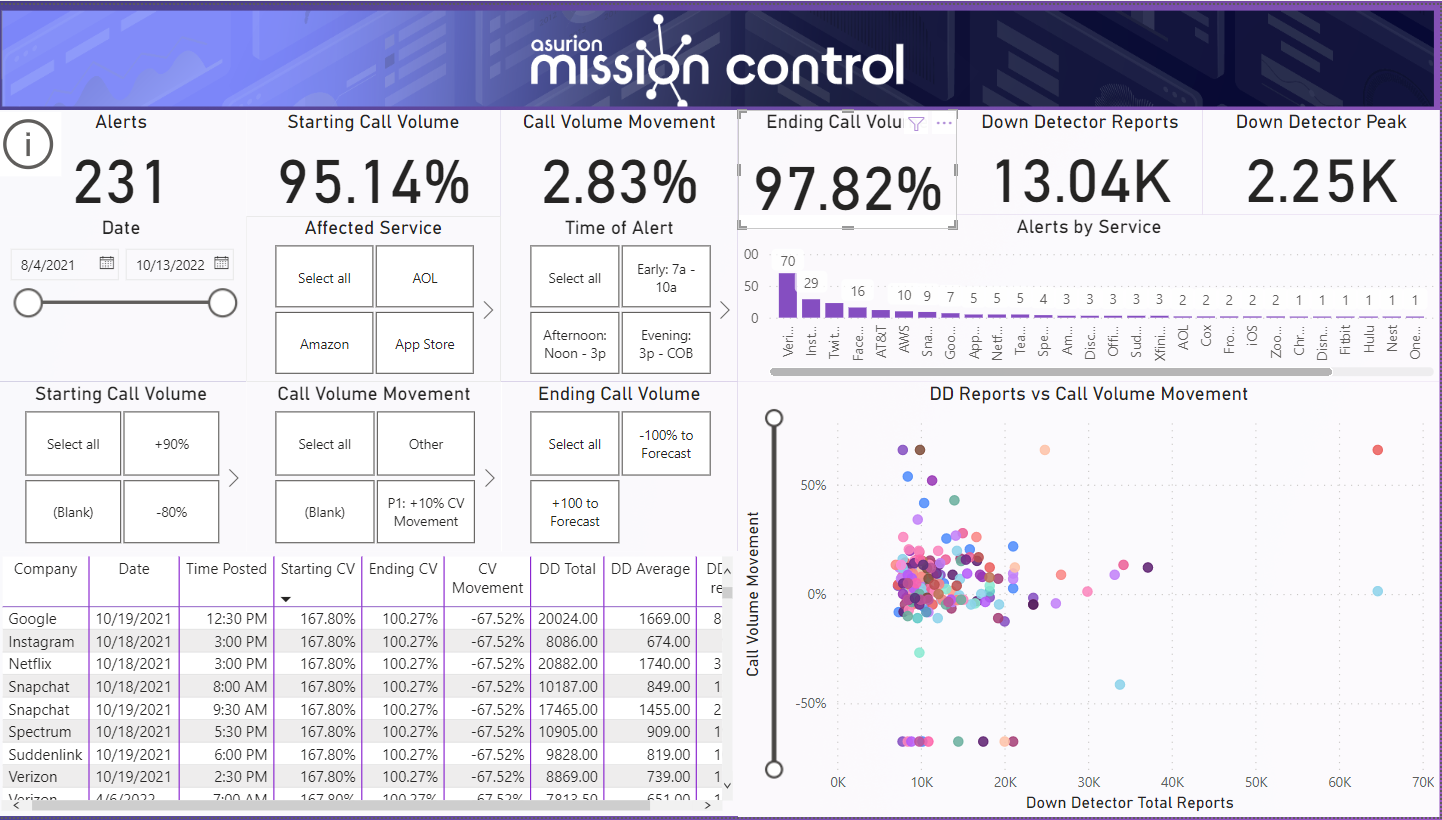 asurion
mission control
i
Alerts
231
Starting Call Volume
95.14%
Call Volume Movement
2.83%
Ending Call Volu
97.82%
Down Detector Reports
13.04K
Down Detector Peak
2.25K
Date
8/4/2021
10/13/2022
Affected Service
Select all
AOL
Amazon
App Store
Time of Alert
Select all
Early: 7a -
10a
Afternoon:
Noon - 3p
Evening:
3p - COB
Alerts by Service
00
50
0
70
29
16
10
9
7
5
5
5
4
3
3
3
3
3
2
2
2
2
2
1
1
1
1
1
1
Veri...
Inst...
Twit...
Face...
AT&T
AWS
Sna...
Goo...
App...
Netf...
Tea...
Spe...
Am...
Disc...
Offi...
Sud...
Xfini...
AOL
Cox
Fro...
iOS
Zoo...
Chr...
Disn...
Fitbit
Hulu
Nest
One...
Starting Call Volume
Select all
+90%
(Blank)
-80%
Call Volume Movement
Select all
Other
(Blank)
P1: +10% CV
Movement
Ending Call Volume
Select all
-100% to
Forecast
+100 to
Forecast
DD Reports vs Call Volume Movement
Call Volume Movement
50%
0%
-50%
0K
10K
20K
30K
40K
50K
60K
70K
Down Detector Total Reports
Company Date Time Posted Starting CV Ending CV CV Movement DD Total DD Average DD re
Google 10/19/2021 12:30 PM 167.80% 100.27% -67.52% 20024.00 1669.00 8
Instagram 10/18/2021 3:00 PM 167.80% 100.27% -67.52% 8086.00 674.00
Netflix 10/18/2021 3:00 PM 167.80% 100.27% -67.52% 20882.00 1740.00 3
Snapchat 10/18/2021 8:00 AM 167.80% 100.27% -67.52% 10187.00 849.00 1
Snapchat 10/19/2021 9:30 AM 167.80% 100.27% -67.52% 17465.00 1455.00 2
Spectrum 10/18/2021 5:30 PM 167.80% 100.27% -67.52% 10905.00 909.00 1
Suddenlink 10/19/2021 6:00 PM 167.80% 100.27% -67.52% 9828.00 819.00 1
Verizon 10/19/2021 2:30 PM 167.80% 100.27% -67.52% 8869.00 739.00 1
Verizon 4/6/2022 7:00 AM 167.80% 100.27% -67.52% 7813.50 651.00 1